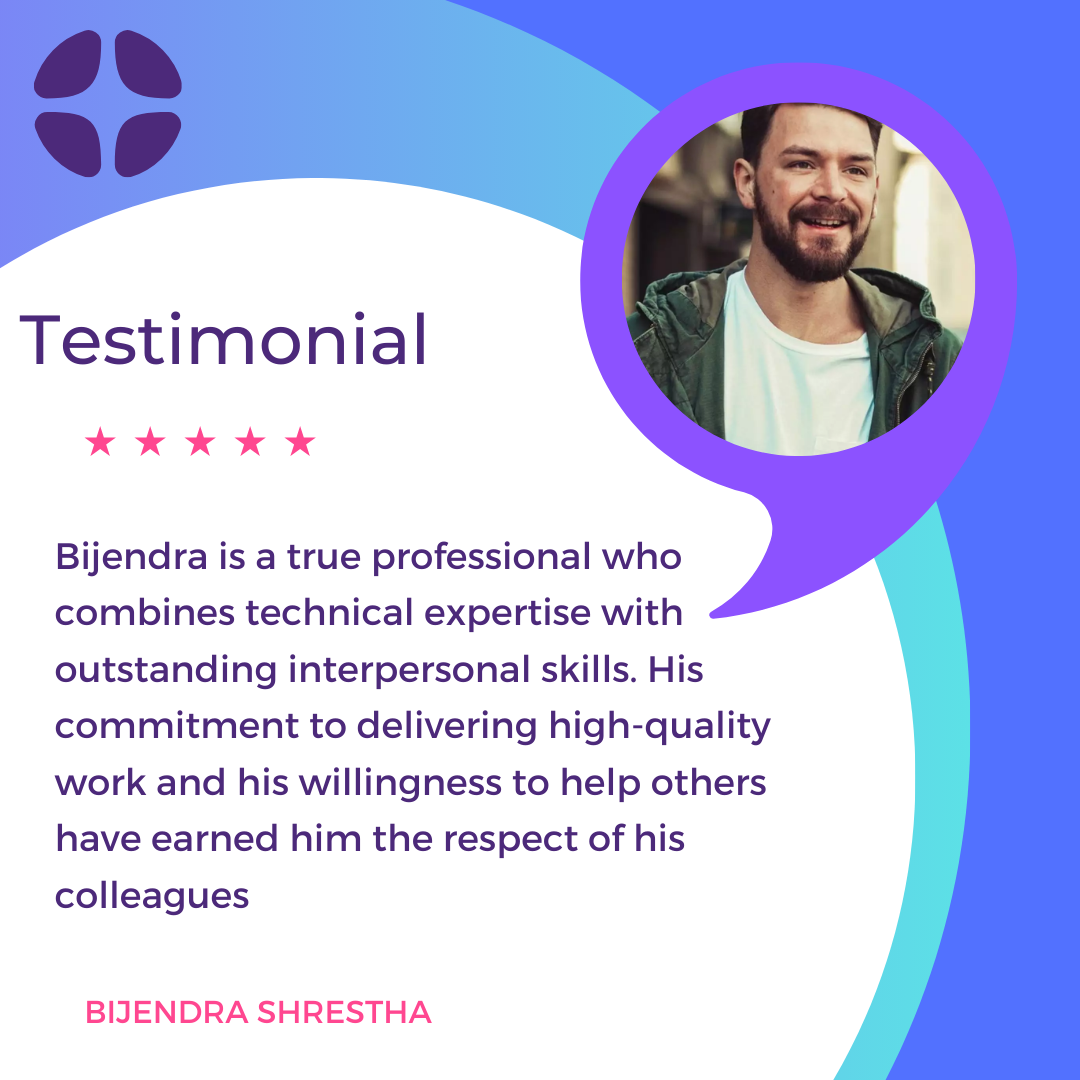 Testimonial
Bijendra is a true professional who
combines technical expertise with
outstanding interpersonal skills. His
commitment to delivering high-quality
work and his willingness to help others
have earned him the respect of his
colleagues
BIJENDRA SHRESTHA